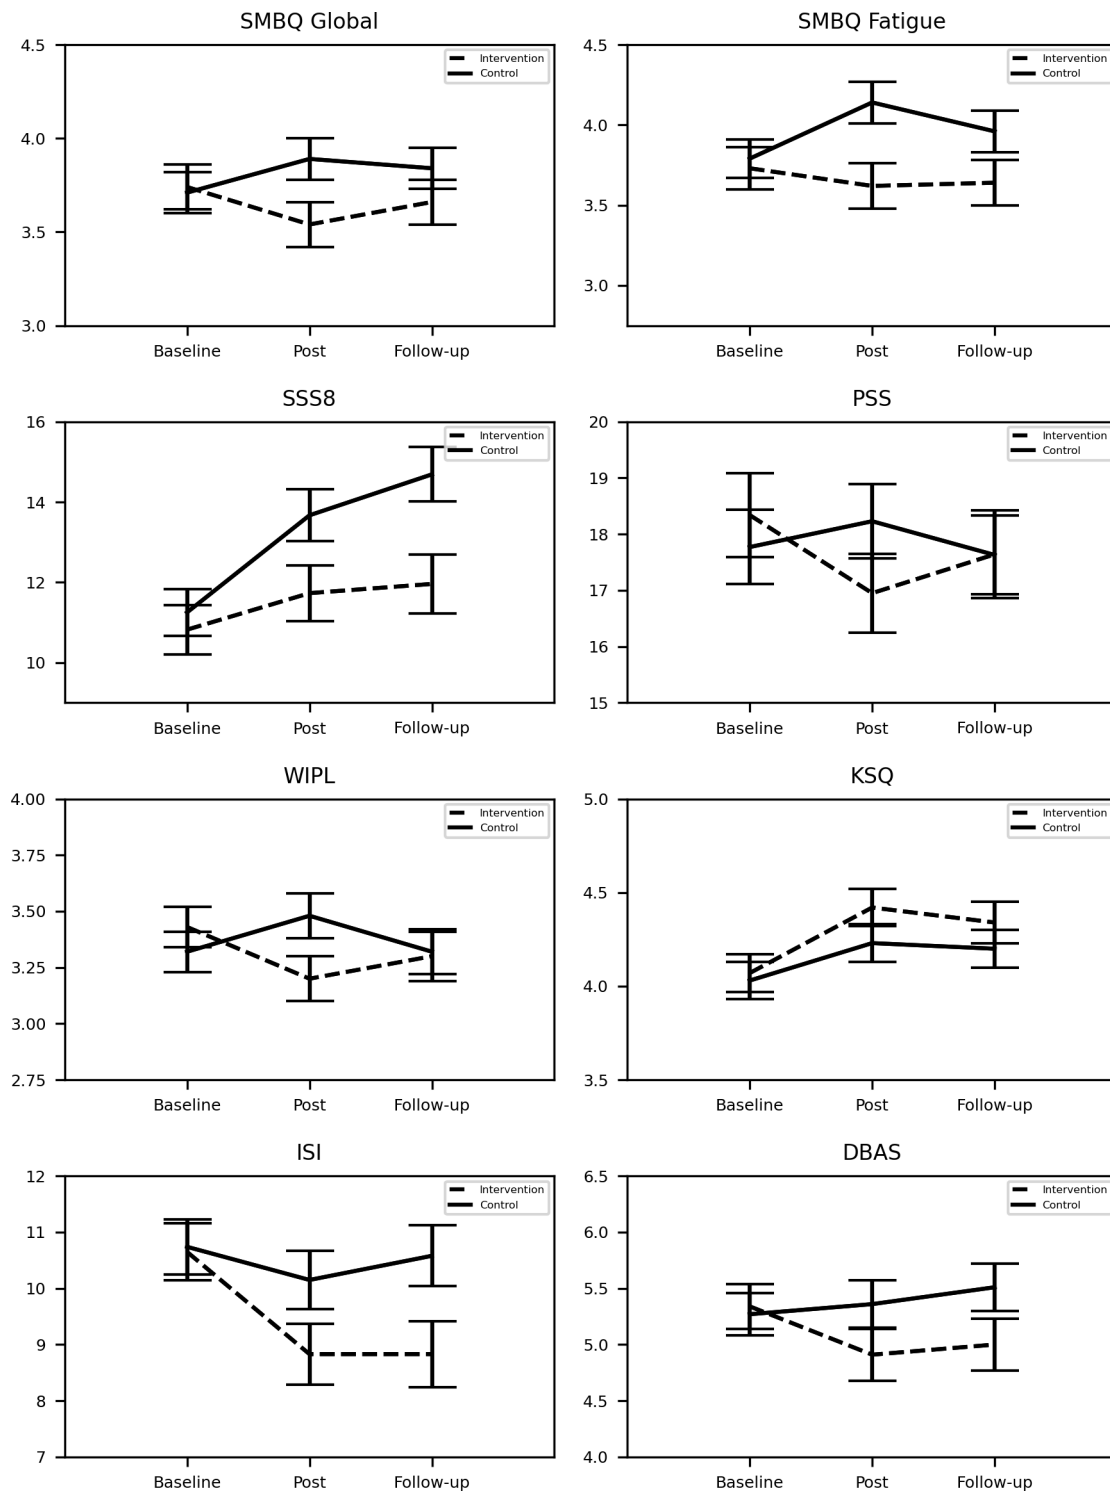 SMBQ Global
4.5
4.0
3.5
3.0
Intervention
Control
Baseline Post Follow-up
SMBQ Fatigue
4.5
4.0
3.5
3.0
Intervention
Control
Baseline Post Follow-up
SSS8
16
14
12
10
Intervention
Control
Baseline Post Follow-up
PSS
20
19
18
17
16
15
Intervention
Control
Baseline Post Follow-up
WIPL
4.00
3.75
3.50
3.25
3.00
2.75
Intervention
Control
Baseline Post Follow-up
KSQ
5.0
4.5
4.0
3.5
Intervention
Control
Baseline Post Follow-up
ISI
12
11
10
9
8
7
Intervention
Control
Baseline Post Follow-up
DBAS
6.5
6.0
5.5
5.0
4.5
4.0
Intervention
Control
Baseline Post Follow-up